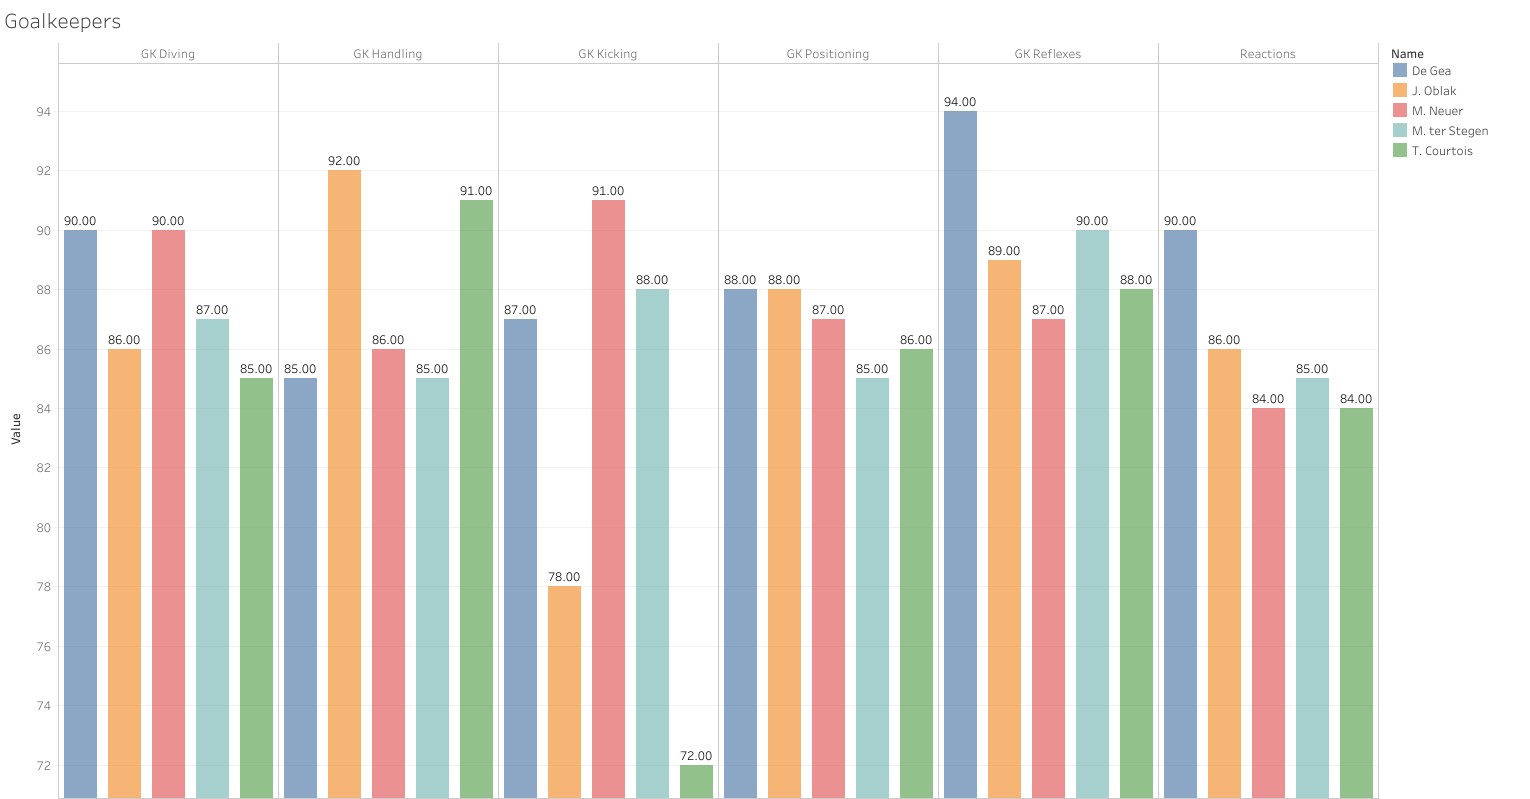 Goalkeepers
GK Diving GK Handling GK Kicking GK Positioning GK Reflexes Reactions
Name
De Gea
J. Oblak
M. Neuer
M. ter Stegen
T. Courtois
Value
94
92
90
88
86
84
82
80
78
76
74
72
90.00 86.00 90.00 87.00 85.00
85.00 92.00 86.00 85.00 91.00
87.00 78.00 91.00 88.00 72.00
88.00 88.00 87.00 85.00 86.00
94.00 89.00 87.00 90.00 88.00
90.00 86.00 84.00 85.00 84.00